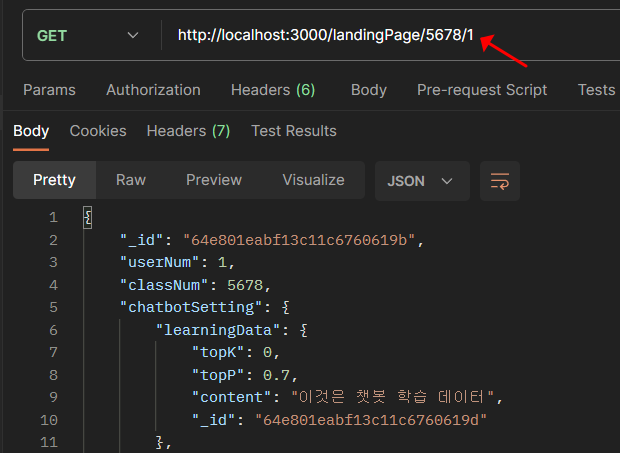 GET http://localhost:3000/landingPage/5678/1
Params Authorization Headers (6) Body Pre-request Script Tests
Body Cookies Headers (7) Test Results
Pretty Raw Preview Visualize JSON
1 {
2 "_id": "64e801eabf13c11c6760619b",
3 "userNum": 1,
4 "classNum": 5678,
5 "chatbotSetting": {
6 "learningData": {
7 "topK": 0,
8 "topP": 0.7,
9 "content": "이것은 챗봇 학습 데이터",
10 "_id": "64e801eabf13c11c6760619d"
11 },